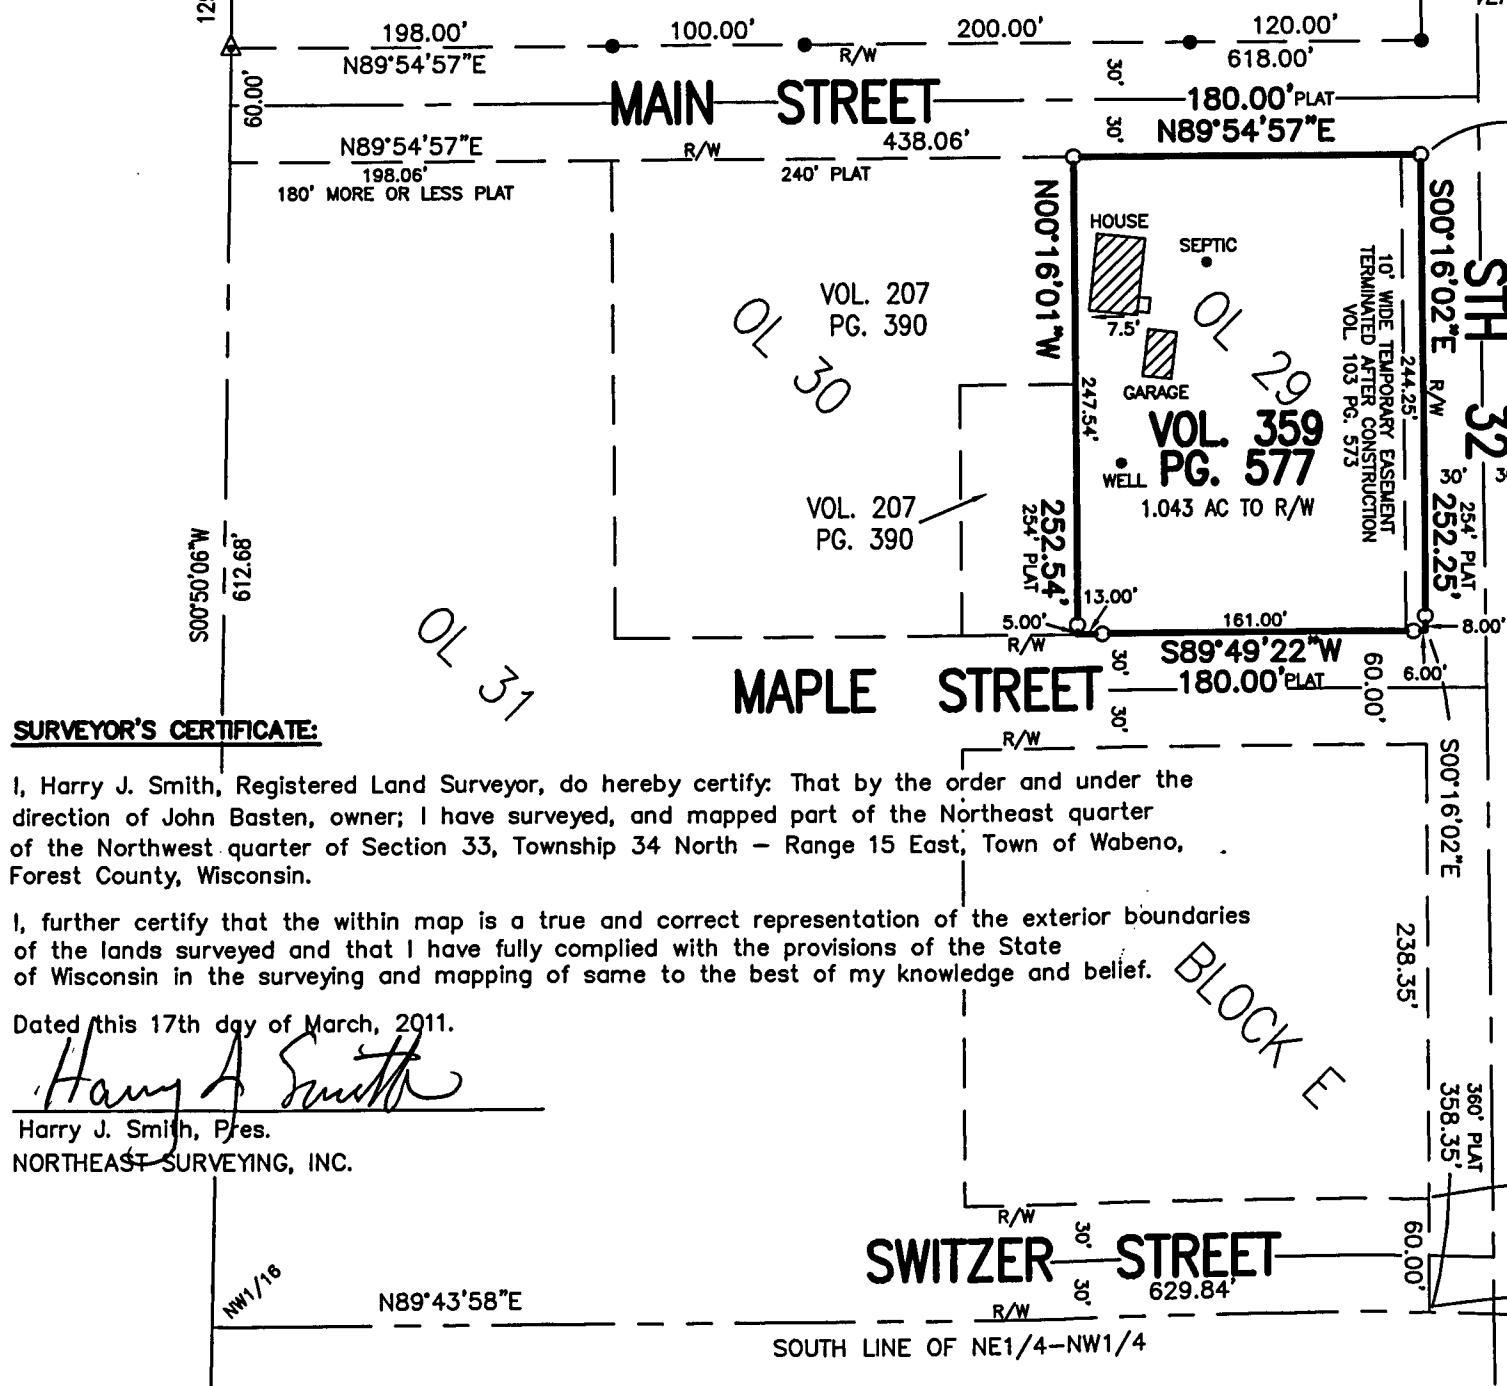 198.00'
100.00'
200.00'
120.00'
N89°54'57"E
R/W
618.00'
60.00'
30'
MAIN STREET
180.00' PLAT
N89°54'57"E
30'
N89°54'57"E
R/W
438.06'
198.06'
240' PLAT
180' MORE OR LESS PLAT
N00°16'01"W
S00°16'02"E
HOUSE
SEPTIC
7.5'
GARAGE
OL 29
OL 30
VOL. 207
PG. 390
10' WIDE TEMPORARY EASEMENT
TERMINATED AFTER CONSTRUCTION
VOL. 103 PG. 573
244.25'
R/W
STH 32
247.54'
VOL. 359
PG. 577
WELL
1.043 AC TO R/W
VOL. 207
PG. 390
252.54'
254' PLAT
30'
254' PLAT
252.25'
S00°50'06"W
612.68'
OL 31
5.00'
13.00'
161.00'
8.00'
R/W
S89°49'22"W
6.00'
MAPLE STREET
30'
180.00' PLAT
60.00'
30'
R/W
S00°16'02"E
SURVEYOR'S CERTIFICATE:
I, Harry J. Smith, Registered Land Surveyor, do hereby certify: That by the order and under the
direction of John Basten, owner; I have surveyed, and mapped part of the Northeast quarter
of the Northwest quarter of Section 33, Township 34 North – Range 15 East, Town of Wabeno,
Forest County, Wisconsin.
I, further certify that the within map is a true and correct representation of the exterior boundaries
of the lands surveyed and that I have fully complied with the provisions of the State
of Wisconsin in the surveying and mapping of same to the best of my knowledge and belief.
Dated this 17th day of March, 2011.
Harry J Smith
Harry J. Smith, Pres.
NORTHEAST SURVEYING, INC.
BLOCK E
238.35'
360' PLAT
358.35'
R/W
SWITZER STREET
30'
30'
60.00'
629.84'
R/W
NW1/16
N89°43'58"E
SOUTH LINE OF NE1/4–NW1/4